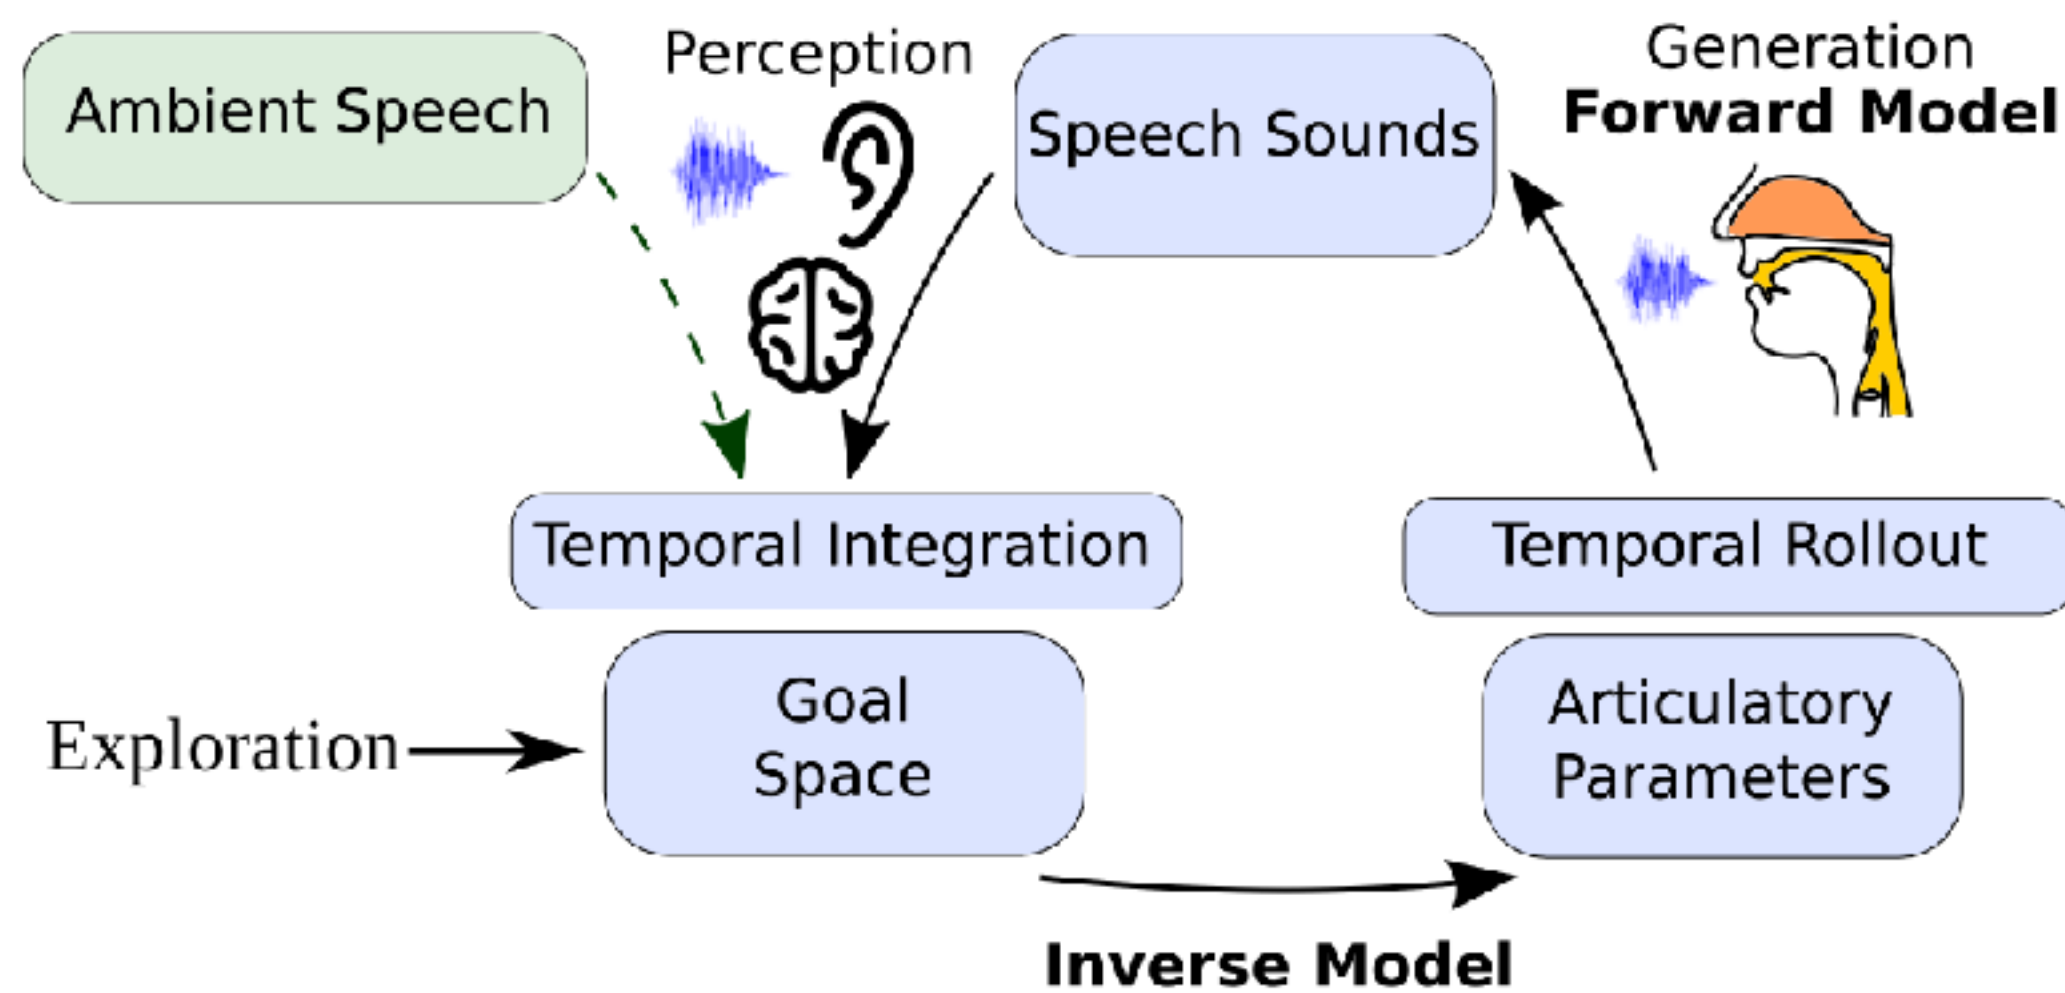 Ambient Speech
Perception
Speech Sounds
Generation
Forward Model
Temporal Integration
Temporal Rollout
Exploration
Goal
Space
Articulatory
Parameters
Inverse Model